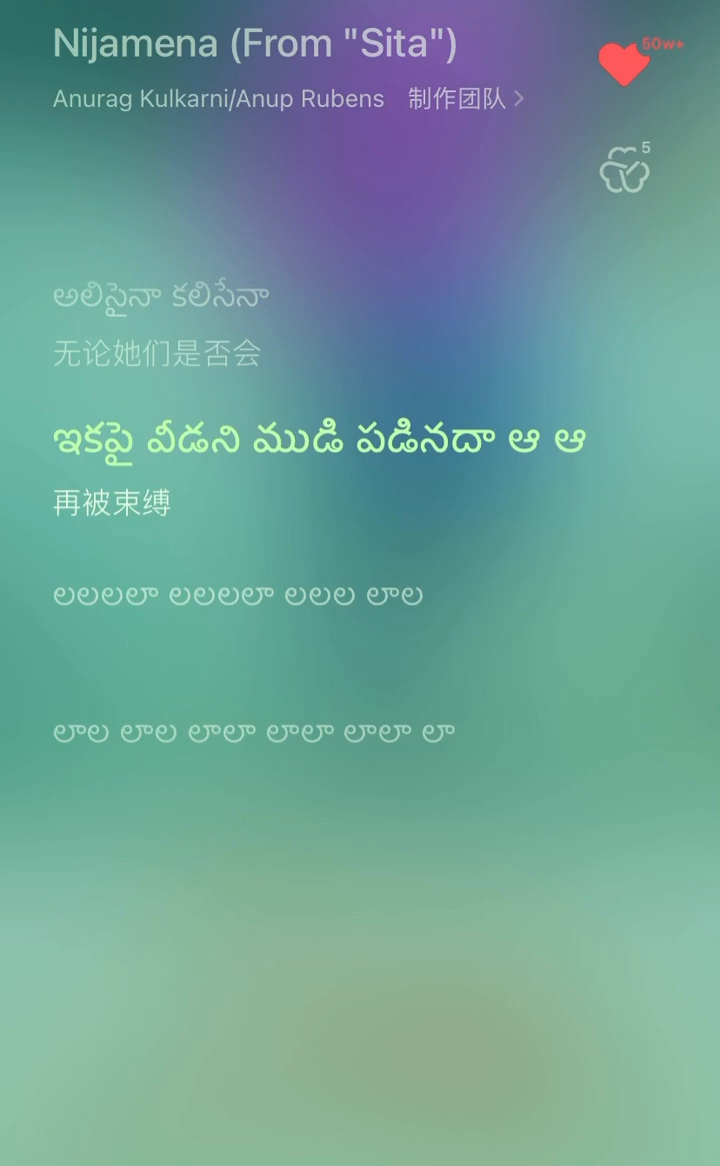 Nijamena (From "Sita")
50w+
Anurag Kulkarni/Anup Rubens 制作团队 >
5
అలిసైనా కలిసేనా
无论她们是否会
ఇకపై వీడని ముడి పడినదా ఆ ఆ
再被束缚
లలలలా లలలలా లలల లాల
లాల లాల లాలా లాలా లాలా లా